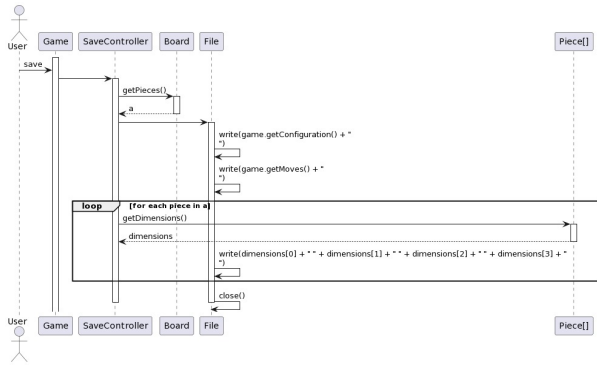 User
Game
SaveController
Board
File
Piece[]
save
getPieces()
a
write(game.getConfiguration() + "
")
write(game.getMoves() + "
")
loop
[for each piece in a]
getDimensions()
dimensions
write(dimensions[0] + " " + dimensions[1] + " " + dimensions[2] + " " + dimensions[3] + "
")
close()
User
Game
SaveController
Board
File
Piece[]